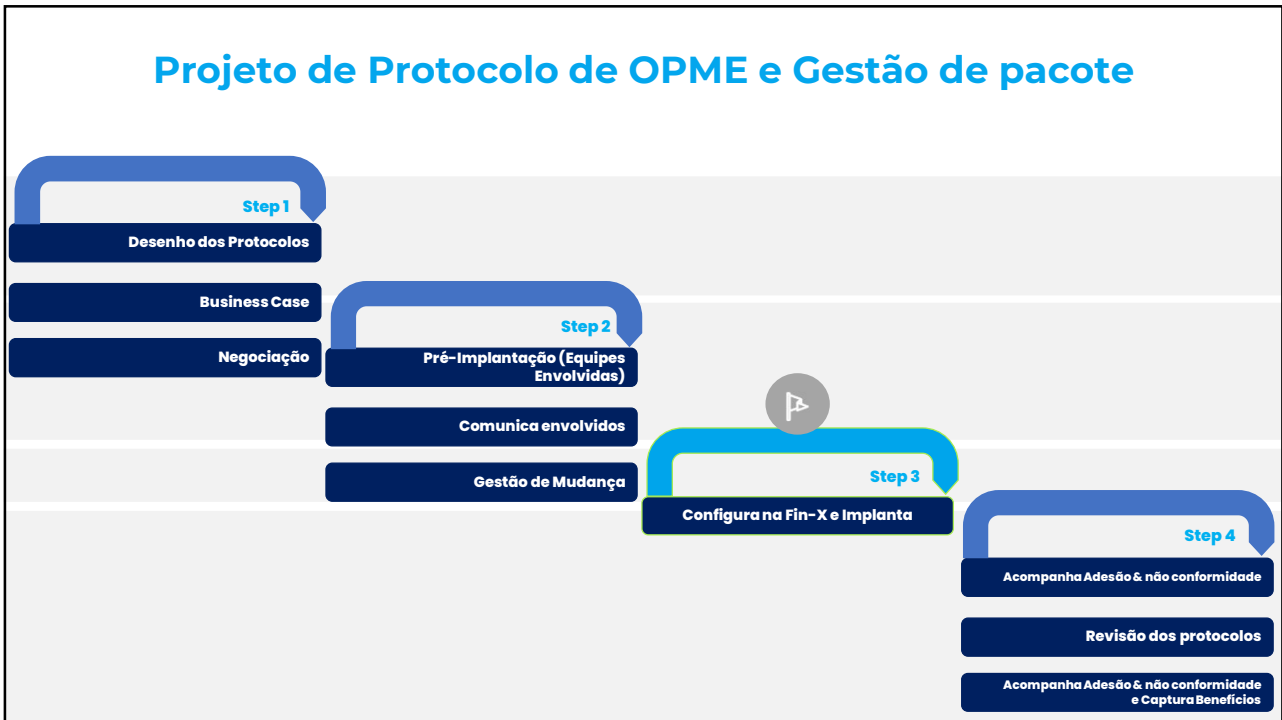 Projeto de Protocolo de OPME e Gestão de pacote
Step 1
Desenho dos Protocolos
Business Case
Negociação
Step 2
Pré-Implantação (Equipes
Envolvidas)
Comunica envolvidos
Gestão de Mudança
Step 3
Configura na Fin-X e Implanta
Step 4
Acompanha Adesão & não conformidade
Revisão dos protocolos
Acompanha Adesão & não conformidade
e Captura Benefícios